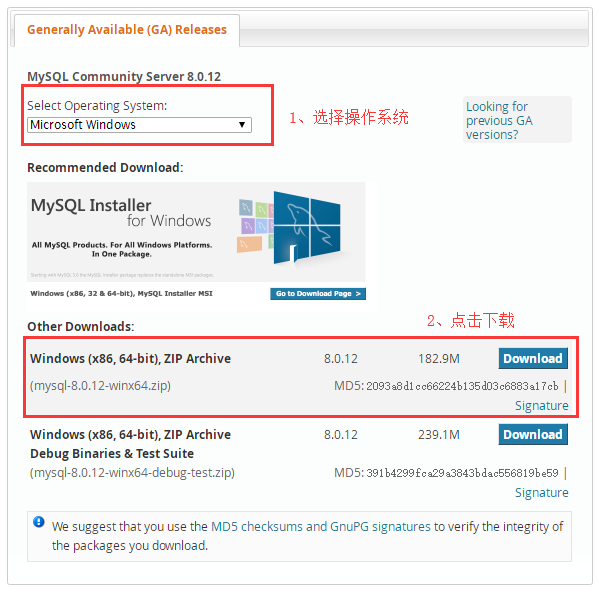 Generally Available (GA) Releases
MySQL Community Server 8.0.12
Select Operating System:
Microsoft Windows
1、选择操作系统
Looking for
previous GA
versions?
Recommended Download:
MySQL Installer
for Windows
All MySQL Products. For All Windows Platforms.
In One Package.
Starting with MySQL 5.6 the MySQL Installer package replaces the standalone MSI packages.
Windows (x86, 32 & 64-bit), MySQL Installer MSI
Go to Download Page >
Other Downloads:
2、点击下载
Windows (x86, 64-bit), ZIP Archive 8.0.12 182.9M Download
(mysql-8.0.12-winx64.zip) MD5: 2093a8d1cc66224b135d03c6883a17cb |
Signature
Windows (x86, 64-bit), ZIP Archive 8.0.12 239.1M Download
Debug Binaries & Test Suite
(mysql-8.0.12-winx64-debug-test.zip) MD5: 391b4299fca29a3843bdac556819be59 |
Signature
We suggest that you use the MD5 checksums and GnuPG signatures to verify the integrity of
the packages you download.